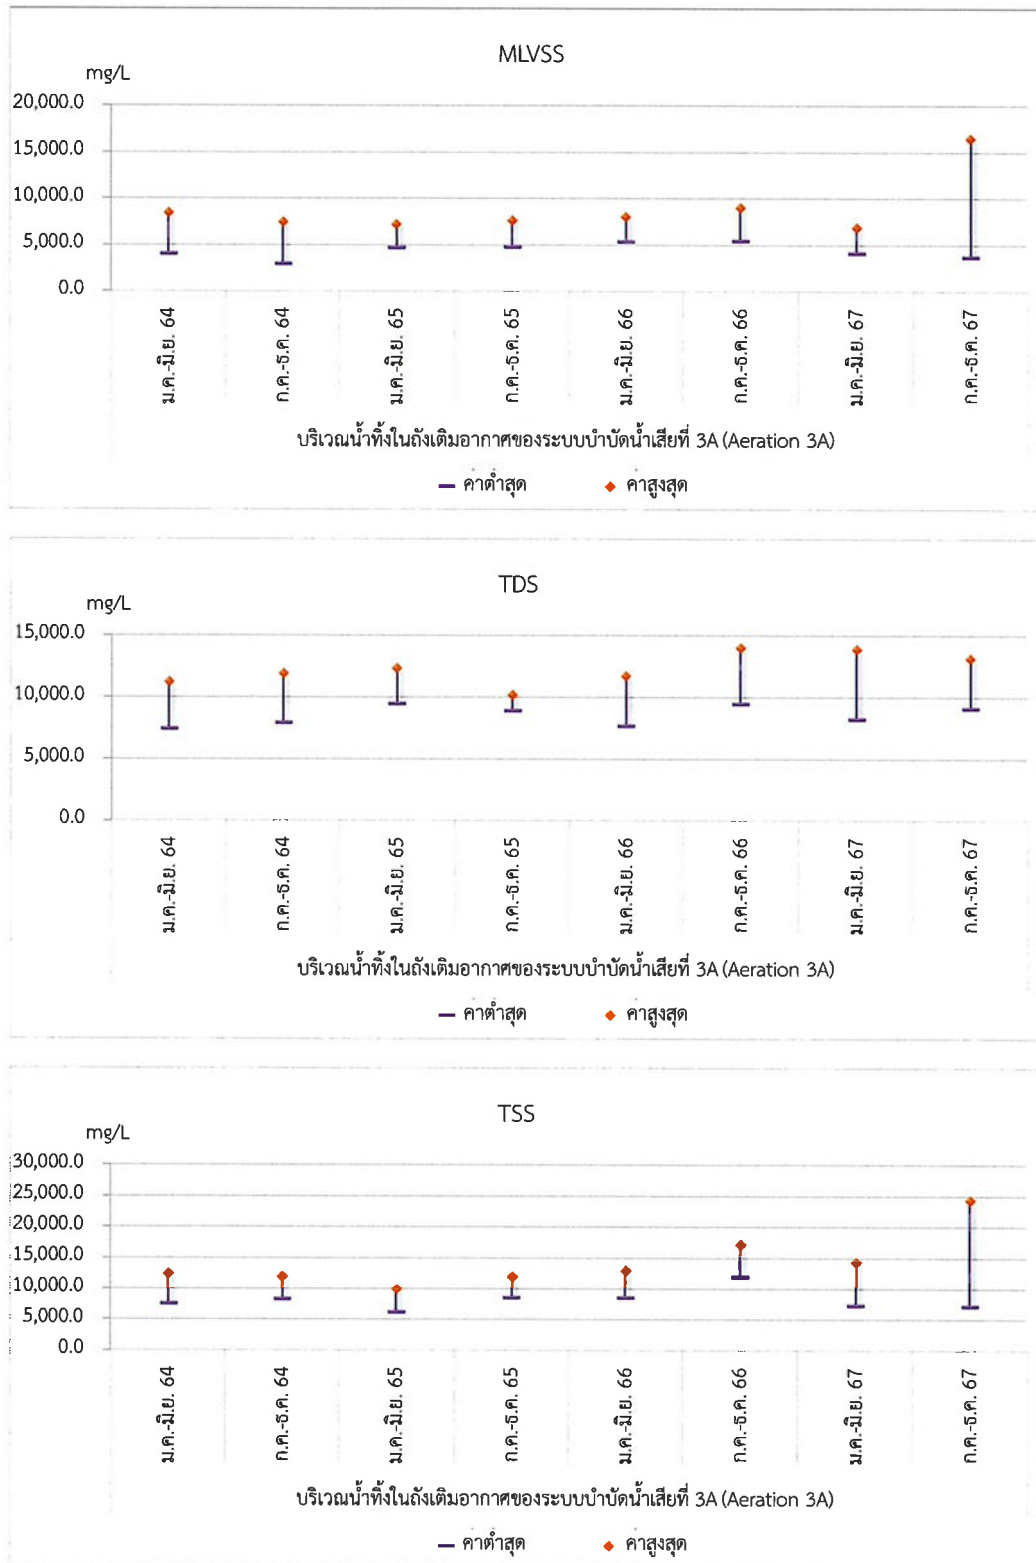 MLVSS
mg/L
20,000.0
15,000.0
10,000.0
5,000.0
0.0
ม.ค.-มิ.ย. 64
ก.ค.-ธ.ค. 64
ม.ค.-มิ.ย. 65
ก.ค.-ธ.ค. 65
ม.ค.-มิ.ย. 66
ก.ค.-ธ.ค. 66
ม.ค.-มิ.ย. 67
ก.ค.-ธ.ค. 67
บริเวณน้ำทิ้งในถังเติมอากาศของระบบบำบัดน้ำเสียที่ 3A (Aeration 3A)
ค่าต่ำสุด ค่าสูงสุด
TDS
mg/L
15,000.0
10,000.0
5,000.0
0.0
ม.ค.-มิ.ย. 64
ก.ค.-ธ.ค. 64
ม.ค.-มิ.ย. 65
ก.ค.-ธ.ค. 65
ม.ค.-มิ.ย. 66
ก.ค.-ธ.ค. 66
ม.ค.-มิ.ย. 67
ก.ค.-ธ.ค. 67
บริเวณน้ำทิ้งในถังเติมอากาศของระบบบำบัดน้ำเสียที่ 3A (Aeration 3A)
ค่าต่ำสุด ค่าสูงสุด
TSS
mg/L
30,000.0
25,000.0
20,000.0
15,000.0
10,000.0
5,000.0
0.0
ม.ค.-มิ.ย. 64
ก.ค.-ธ.ค. 64
ม.ค.-มิ.ย. 65
ก.ค.-ธ.ค. 65
ม.ค.-มิ.ย. 66
ก.ค.-ธ.ค. 66
ม.ค.-มิ.ย. 67
ก.ค.-ธ.ค. 67
บริเวณน้ำทิ้งในถังเติมอากาศของระบบบำบัดน้ำเสียที่ 3A (Aeration 3A)
ค่าต่ำสุด ค่าสูงสุด